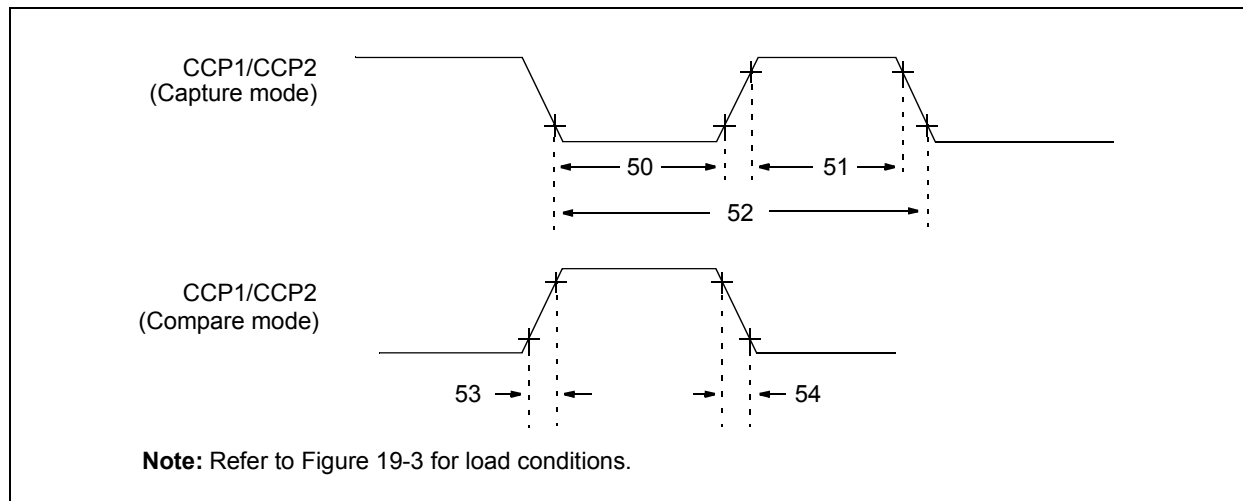 CCP1/CCP2
(Capture mode)
50
51
52
CCP1/CCP2
(Compare mode)
53
54
Note: Refer to Figure 19-3 for load conditions.